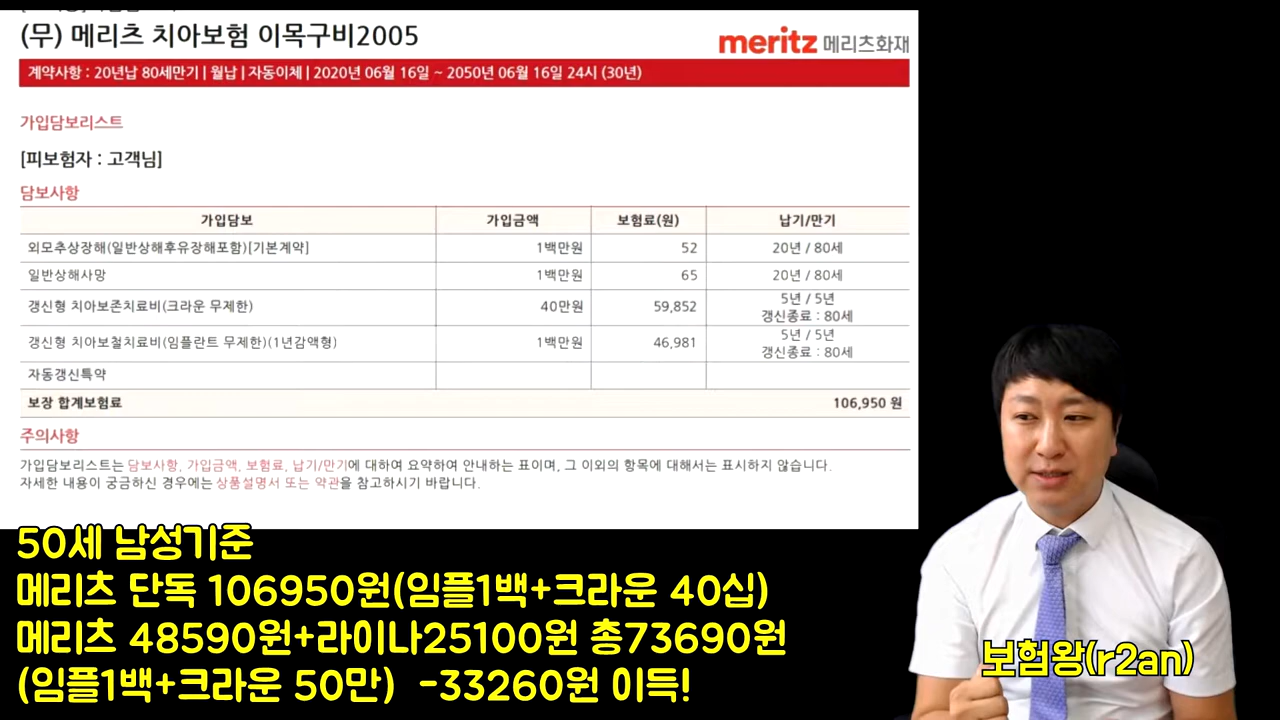 (무) 메리츠 치아보험 이목구비2005
meritz 메리츠화재
계약사항 : 20년납 80세만기 | 월납 | 자동이체 | 2020년 06월 16일 ~ 2050년 06월 16일 24시 (30년)
가입담보리스트
[피보험자 : 고객님]
담보사항
가입담보 가입금액 보험료(원) 납기/만기
외모추상장해(일반상해후유장해포함)[기본계약] 1백만원 52 20년 / 80세
일반상해사망 1백만원 65 20년 / 80세
갱신형 치아보존치료비(크라운 무제한) 40만원 59,852 5년 / 5년
갱신종료 : 80세
갱신형 치아보철치료비(임플란트 무제한)(1년감액형) 1백만원 46,981 5년 / 5년
갱신종료 : 80세
자동갱신특약
보장 합계보험료 106,950 원
주의사항
가입담보리스트는 담보사항, 가입금액, 보험료, 납기/만기에 대하여 요약하여 안내하는 표이며, 그 이외의 항목에 대해서는 표시하지 않습니다.
자세한 내용이 궁금하신 경우에는 상품설명서 또는 약관을 참고하시기 바랍니다.
50세 남성기준
메리츠 단독 106950원(임플1백+크라운 40십)
메리츠 48590원+라이나25100원 총73690원
(임플1백+크라운 50만) -33260원 이득!
보험왕(r2an)